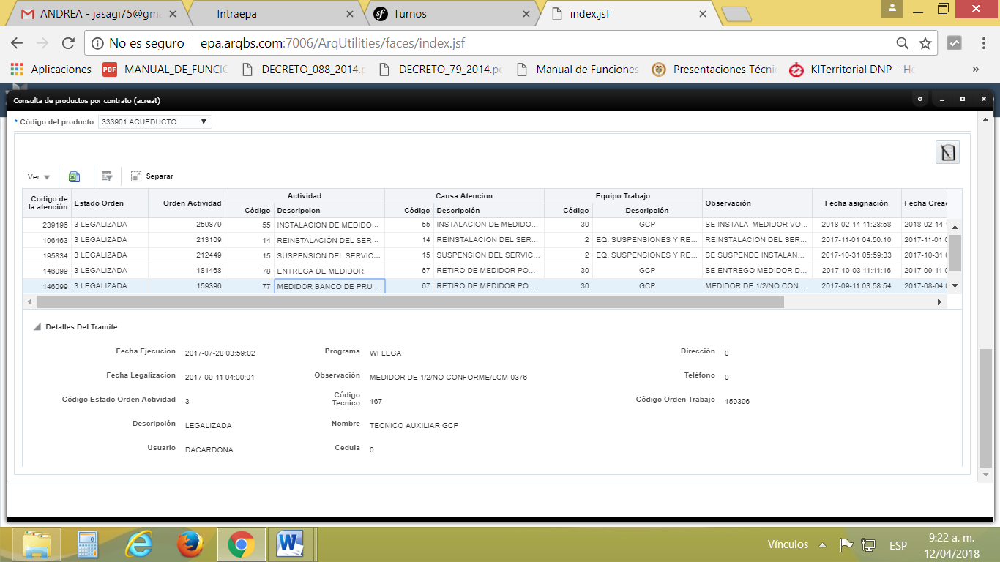 ANDREA - jasagi75@gma
Intraepa
Turnos
index.jsf
No es seguro epa.arqbs.com:7006/ArqUtilities/faces/index.jsf
Aplicaciones MANUAL_DE_FUNCIC DECRETO_088_2014.p DECRETO_79_2014.pc Manual de Funciones Presentaciones Técnic KITerritorial DNP – He »
Consulta de productos por contrato (acreat)
* Código del producto 333901 ACUEDUCTO
Ver Separar
Codigo de la atención Estado Orden Orden Actividad Actividad Causa Atencion Equipo Trabajo Observación Fecha asignación Fecha Creac
Código Descripcion Código Descripción Código Descripción
239196 3 LEGALIZADA 259879 55 INSTALACION DE MEDIDO... 55 INSTALACION DE MEDIDO... 30 GCP SE INSTALA MEDIDOR VO... 2018-02-14 11:28:58 2018-02-14
196463 3 LEGALIZADA 213109 14 REINSTALACIÓN DEL SER... 14 REINSTALACION DEL SER... 2 EQ. SUSPENSIONES Y RE... REINSTALACION DEL SER... 2017-11-01 04:50:10 2017-11-01 0
195834 3 LEGALIZADA 212449 15 SUSPENSION DEL SERVIC... 15 SUSPENSION DEL SERVIC... 2 EQ. SUSPENSIONES Y RE... SE SUSPENDE INSTALAN... 2017-10-31 05:59:33 2017-10-31 0
146099 3 LEGALIZADA 181468 78 ENTREGA DE MEDIDOR 67 RETIRO DE MEDIDOR PO... 30 GCP SE ENTREGO MEDIDOR D... 2017-10-03 11:11:16 2017-09-11 0
146099 3 LEGALIZADA 159396 77 MEDIDOR BANCO DE PRU... 67 RETIRO DE MEDIDOR PO... 30 GCP MEDIDOR DE 1/2/NO CON... 2017-09-11 03:58:54 2017-08-04 0
Detalles Del Tramite
Fecha Ejecucion 2017-07-28 03:59:02 Programa WFLEGA Dirección 0
Fecha Legalizacion 2017-09-11 04:00:01 Observación MEDIDOR DE 1/2/NO CONFORME/LCM-0376 Teléfono 0
Código Estado Orden Actividad 3 Código Tecnico 167 Código Orden Trabajo 159396
Descripción LEGALIZADA Nombre TECNICO AUXILIAR GCP
Usuario DACARDONA Cedula 0
Vínculos ESP 9:22 a. m.
12/04/2018